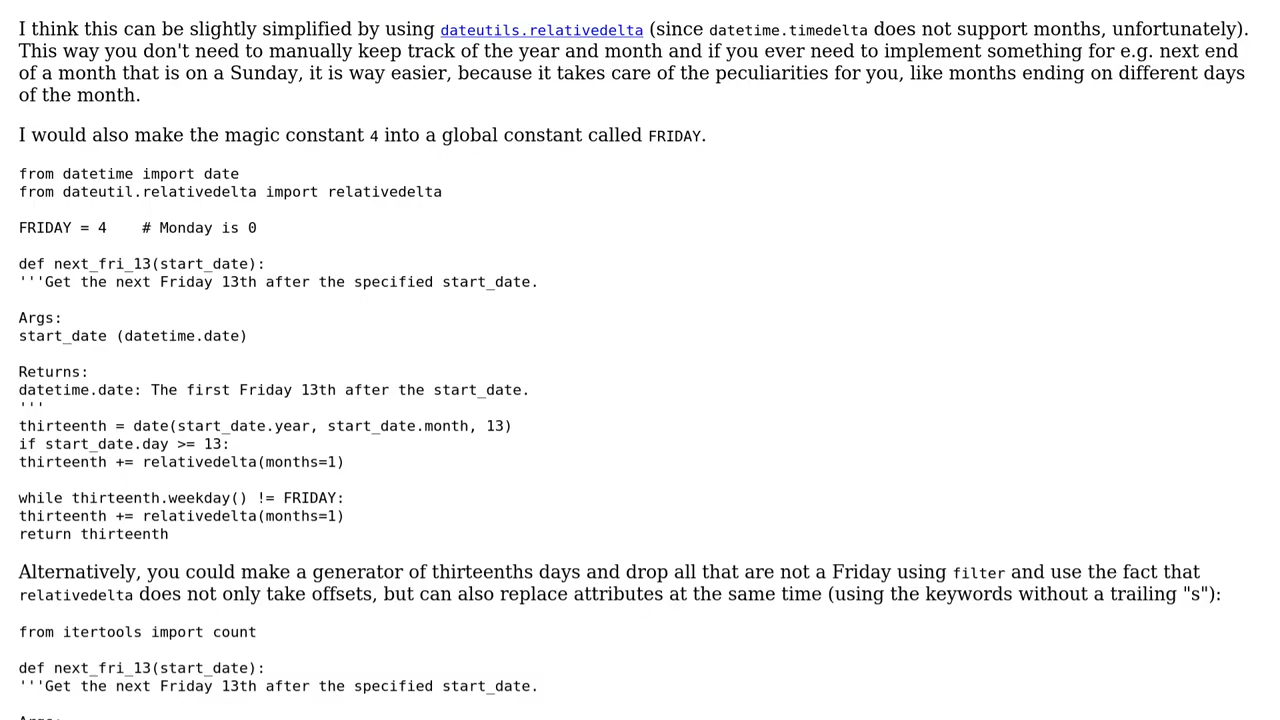 I think this can be slightly simplified by using dateutils.relativedelta (since datetime.timedelta does not support months, unfortunately).
This way you don't need to manually keep track of the year and month and if you ever need to implement something for e.g. next end
of a month that is on a Sunday, it is way easier, because it takes care of the peculiarities for you, like months ending on different days
of the month.
I would also make the magic constant 4 into a global constant called FRIDAY.
from datetime import date
from dateutil.relativedelta import relativedelta
FRIDAY = 4    # Monday is 0
def next_fri_13(start_date):
'''Get the next Friday 13th after the specified start_date.
Args:
start_date (datetime.date)
Returns:
datetime.date: The first Friday 13th after the start_date.
'''
thirteenth = date(start_date.year, start_date.month, 13)
if start_date.day >= 13:
thirteenth += relativedelta(months=1)
while thirteenth.weekday() != FRIDAY:
thirteenth += relativedelta(months=1)
return thirteenth
Alternatively, you could make a generator of thirteenths days and drop all that are not a Friday using filter and use the fact that
relativedelta does not only take offsets, but can also replace attributes at the same time (using the keywords without a trailing "s"):
from itertools import count
def next_fri_13(start_date):
'''Get the next Friday 13th after the specified start_date.